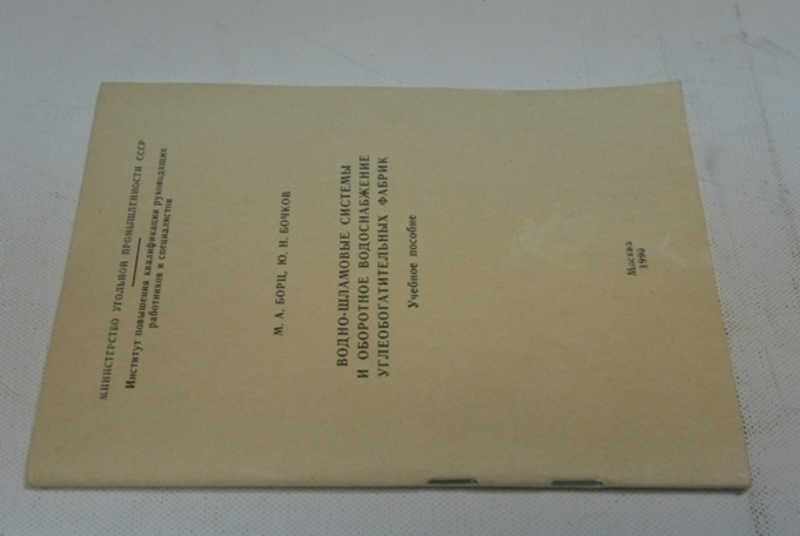 МИНИСТЕРСТВО УГОЛЬНОЙ ПРОМЫШЛЕННОСТИ СССР
Институт повышения квалификации руководящих
работников и специалистов
М. А. БОРЦ, Ю. Н. БОЧКОВ
ВОДНО-ШЛАМОВЫЕ СИСТЕМЫ
И ОБОРОТНОЕ ВОДОСНАБЖЕНИЕ
УГЛЕОБОГАТИТЕЛЬНЫХ ФАБРИК
Учебное пособие
Москва
1990